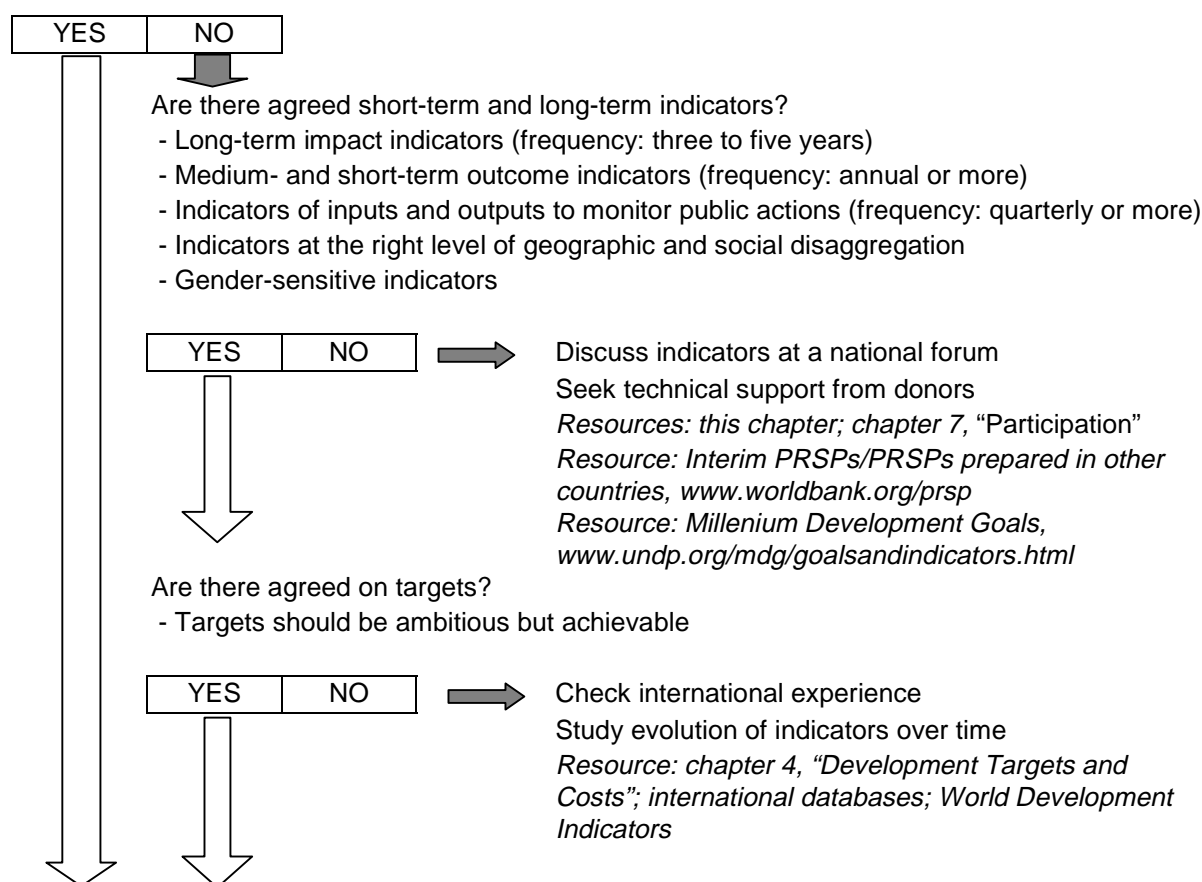 YES NO
Are there agreed short-term and long-term indicators?
- Long-term impact indicators (frequency: three to five years)
- Medium- and short-term outcome indicators (frequency: annual or more)
- Indicators of inputs and outputs to monitor public actions (frequency: quarterly or more)
- Indicators at the right level of geographic and social disaggregation
- Gender-sensitive indicators
YES NO
Discuss indicators at a national forum
Seek technical support from donors
Resources: this chapter; chapter 7, “Participation”
Resource: Interim PRSPs/PRSPs prepared in other
countries, www.worldbank.org/prsp
Resource: Millenium Development Goals,
www.undp.org/mdg/goalsandindicators.html
Are there agreed on targets?
- Targets should be ambitious but achievable
YES NO
Check international experience
Study evolution of indicators over time
Resource: chapter 4, “Development Targets and
Costs”; international databases; World Development
Indicators